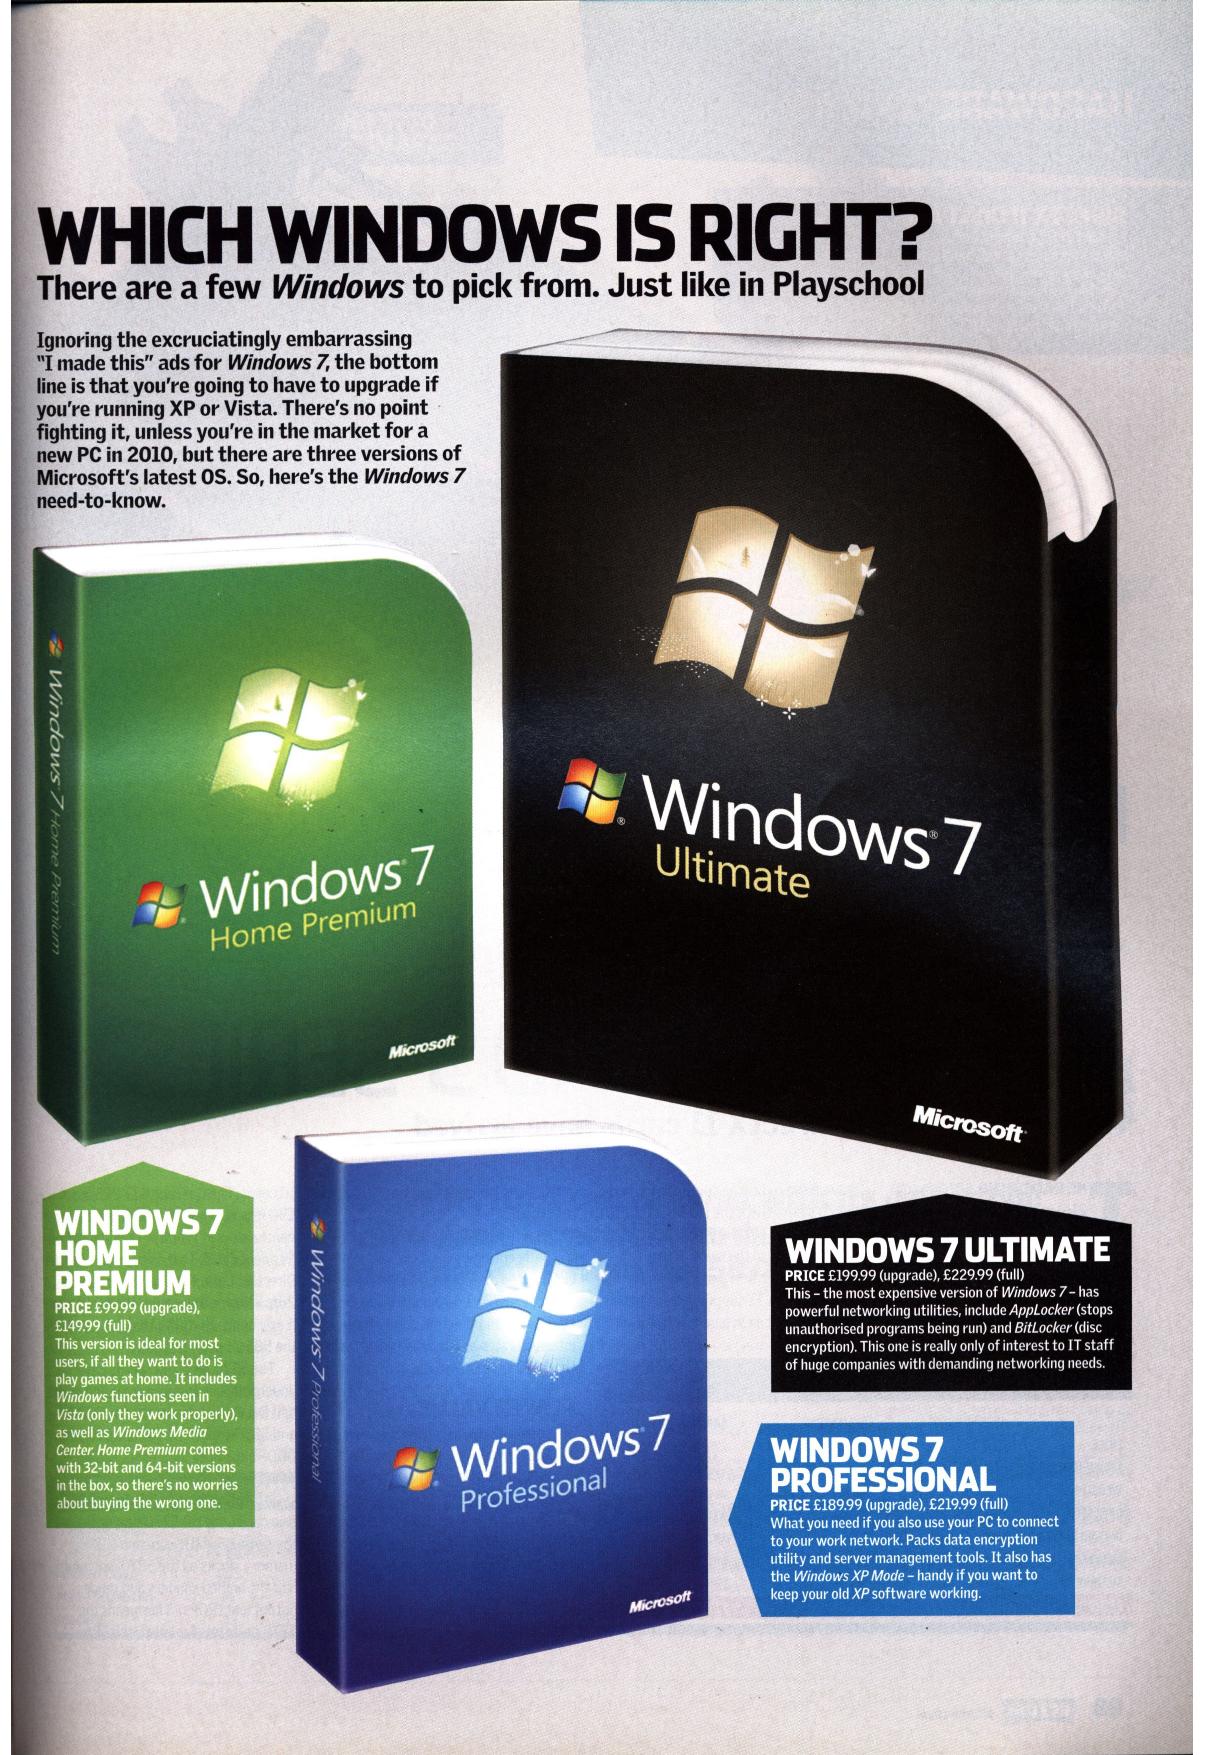 WHICH WINDOWS IS RIGHT?
There are a few Windows to pick from. Just like in Playschool
Ignoring the excruciatingly embarrassing
"I made this" ads for Windows 7, the bottom
line is that you're going to have to upgrade if
you're running XP or Vista. There's no point
fighting it, unless you're in the market for a
new PC in 2010, but there are three versions of
Microsoft's latest OS. So, here's the Windows 7
need-to-know.
Windows 7 Home Premium
Windows 7
Home Premium
Microsoft
Windows® 7
Ultimate
Microsoft
WINDOWS 7
HOME
PREMIUM
PRICE £99.99 (upgrade),
£149.99 (full)
This version is ideal for most
users, if all they want to do is
play games at home. It includes
Windows functions seen in
Vista (only they work properly),
as well as Windows Media
Center. Home Premium comes
with 32-bit and 64-bit versions
in the box, so there's no worries
about buying the wrong one.
Windows 7 Professional
Windows 7
Professional
Microsoft
WINDOWS 7 ULTIMATE
PRICE £199.99 (upgrade), £229.99 (full)
This – the most expensive version of Windows 7 – has
powerful networking utilities, include AppLocker (stops
unauthorised programs being run) and BitLocker (disc
encryption). This one is really only of interest to IT staff
of huge companies with demanding networking needs.
WINDOWS 7
PROFESSIONAL
PRICE £189.99 (upgrade), £219.99 (full)
What you need if you also use your PC to connect
to your work network. Packs data encryption
utility and server management tools. It also has
the Windows XP Mode – handy if you want to
keep your old XP software working.